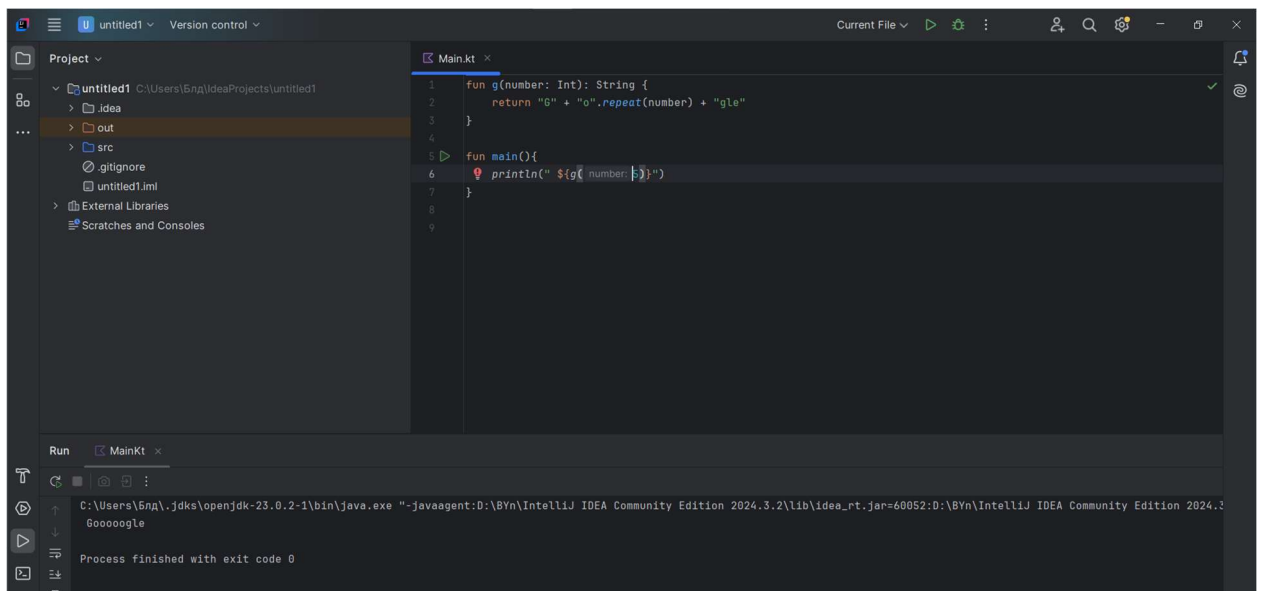 U untitled1 Version control Current File
Project
Main.kt
untitled1 C:\Users\Блд\IdeaProjects\untitled1
.idea
out
src
.gitignore
untitled1.iml
External Libraries
Scratches and Consoles
1 fun g(number: Int): String {
2 return "G" + "o".repeat(number) + "gle"
3 }
4
5 fun main(){
6 println(" ${g( number: 5)}")
7 }
8
9
Run MainKt
C:\Users\Блд\.jdks\openjdk-23.0.2-1\bin\java.exe "-javaagent:D:\BYn\IntelliJ IDEA Community Edition 2024.3.2\lib\idea_rt.jar=60052:D:\BYn\IntelliJ IDEA Community Edition 2024.3
Gooooogle
Process finished with exit code 0